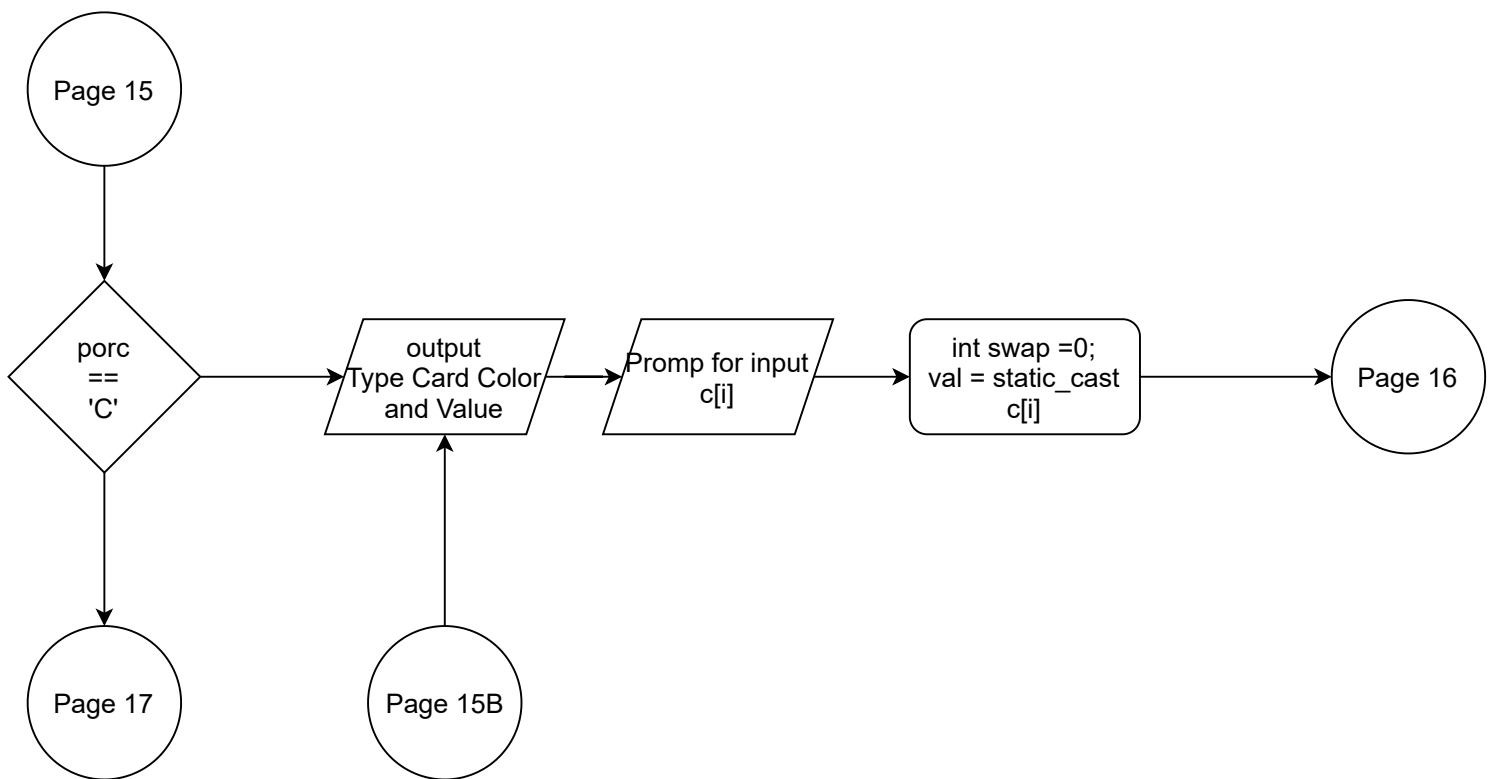 Page 15
porc
==
'C'
output
Type Card Color
and Value
Promp for input
c[i]
int swap =0;
val = static_cast
c[i]
Page 16
Page 17
Page 15B